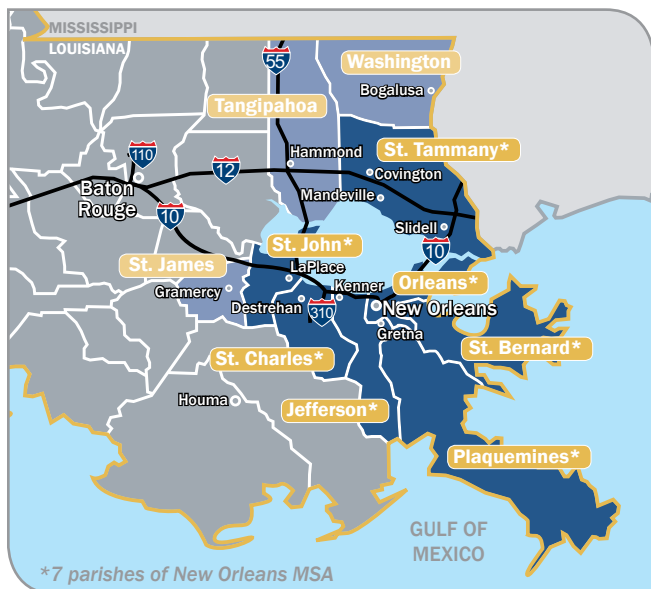 MISSISSIPPI
LOUISIANA
55
Washington
Bogalusa
Tangipahoa
110
Hammond
St. Tammany*
12
Covington
Baton
Rouge
Mandeville
10
Slidell
St. John*
10
St. James
LaPlace
Orleans*
Gramercy
Kenner
Destrehan
310
New Orleans
Gretna
St. Bernard*
St. Charles*
Houma
Jefferson*
Plaquemines*
GULF OF
MEXICO
*7 parishes of New Orleans MSA